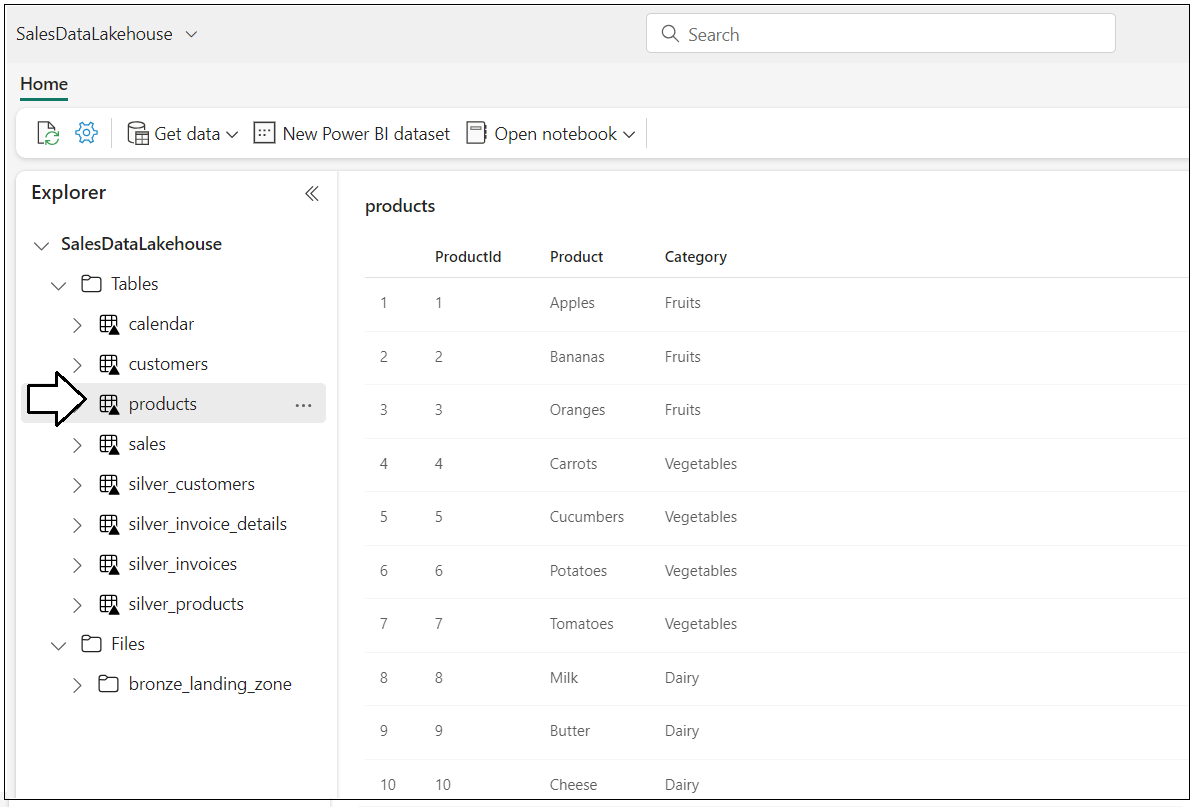 SalesDataLakehouse
Search
Home
Get data New Power BI dataset Open notebook
Explorer
SalesDataLakehouse
Tables
calendar
customers
products ...
sales
silver_customers
silver_invoice_details
silver_invoices
silver_products
Files
bronze_landing_zone
products
ProductId Product Category
1 1 Apples Fruits
2 2 Bananas Fruits
3 3 Oranges Fruits
4 4 Carrots Vegetables
5 5 Cucumbers Vegetables
6 6 Potatoes Vegetables
7 7 Tomatoes Vegetables
8 8 Milk Dairy
9 9 Butter Dairy
10 10 Cheese Dairy